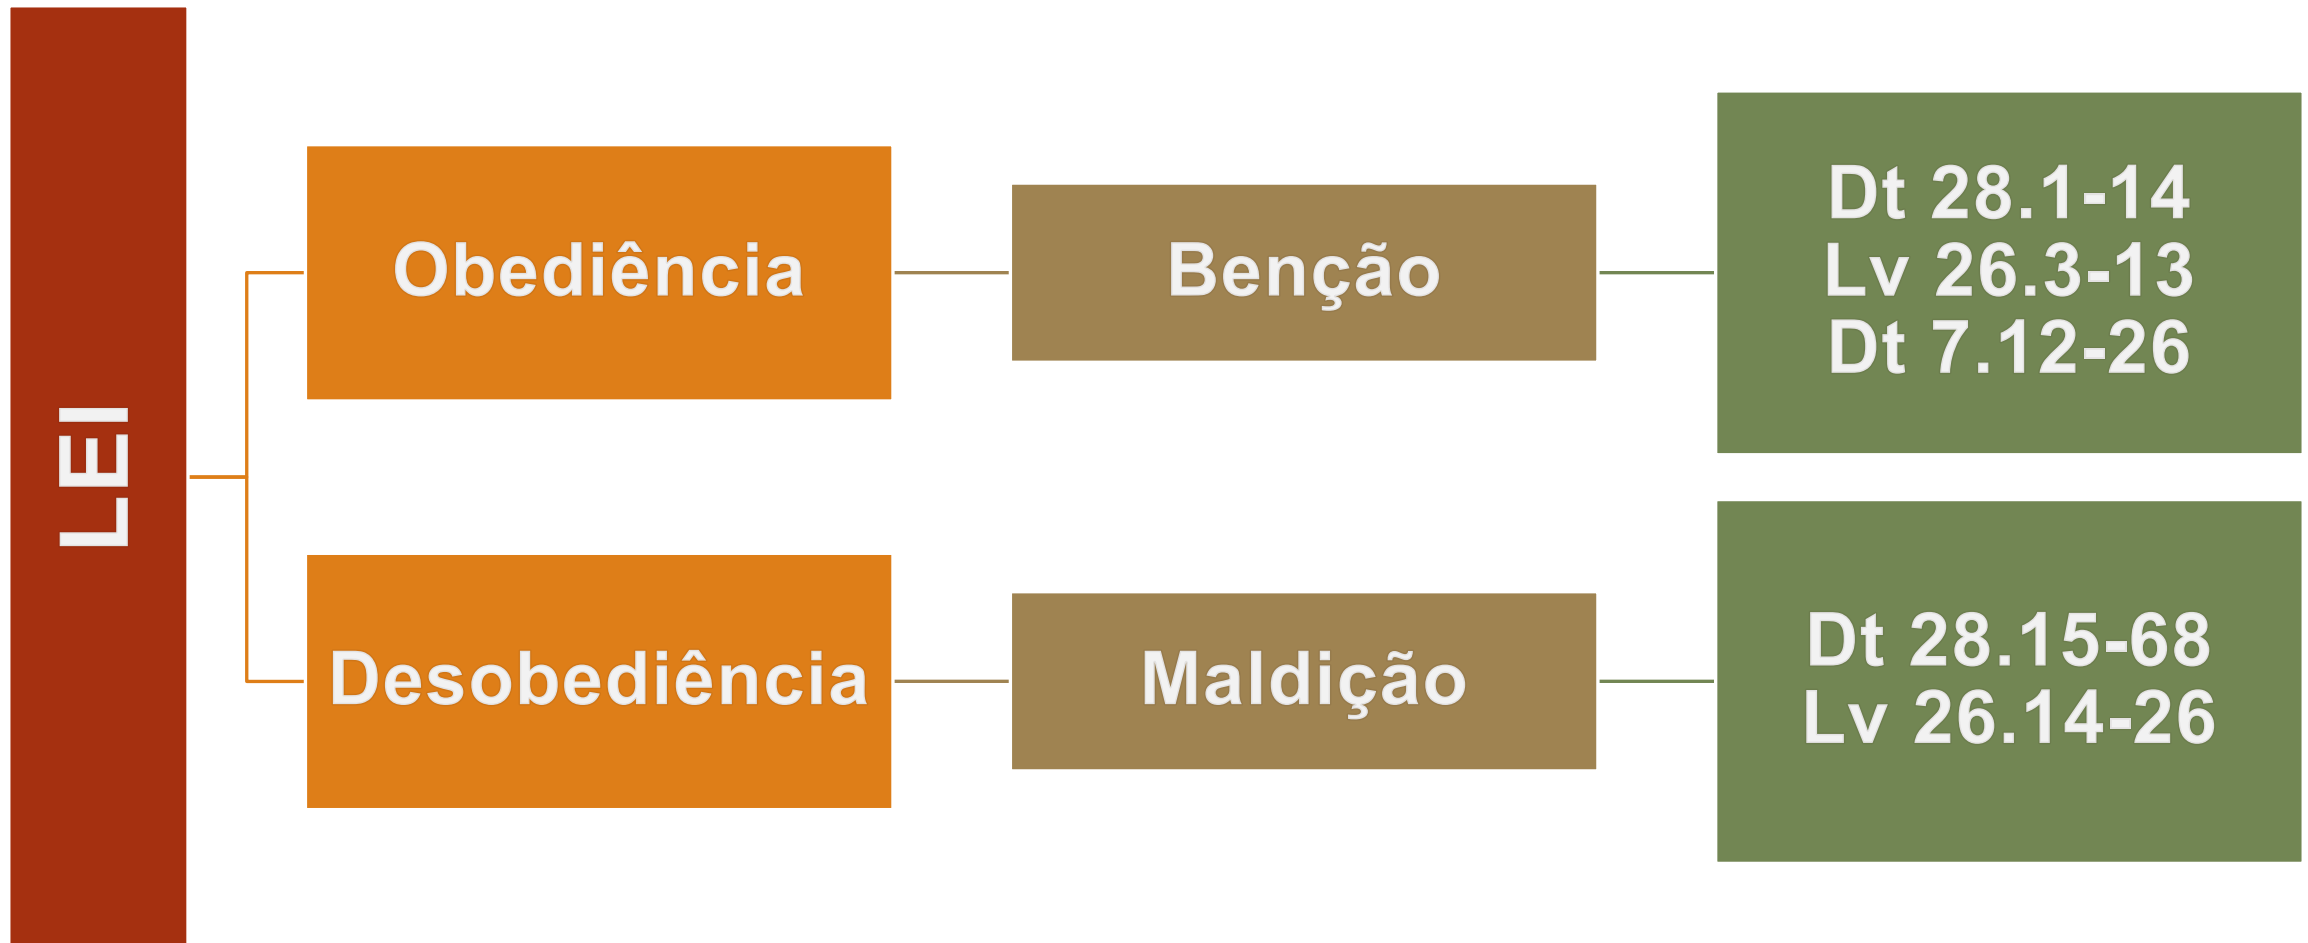 LEI
Obediência
Benção
Dt 28.1-14
Lv 26.3-13
Dt 7.12-26
Desobediência
Maldição
Dt 28.15-68
Lv 26.14-26